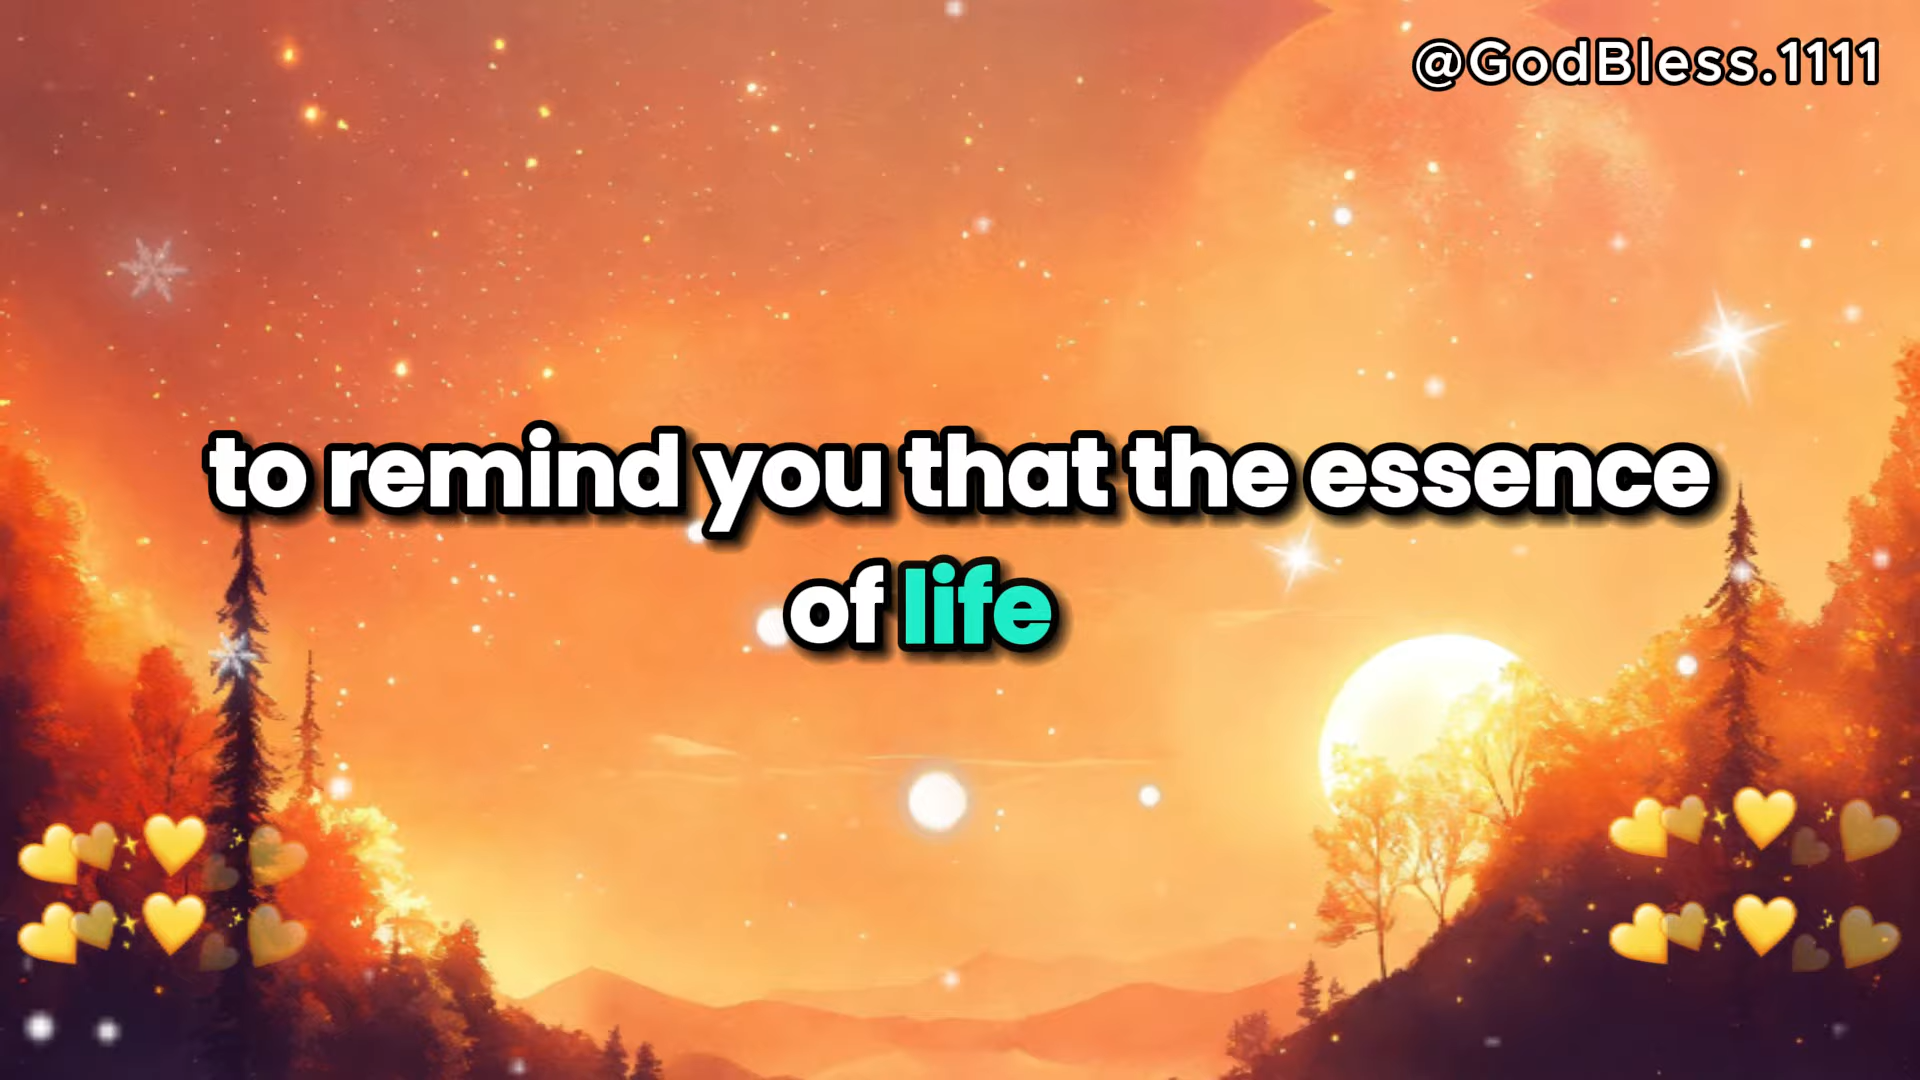 @GodBless.1111
to remind you that the essence
of life